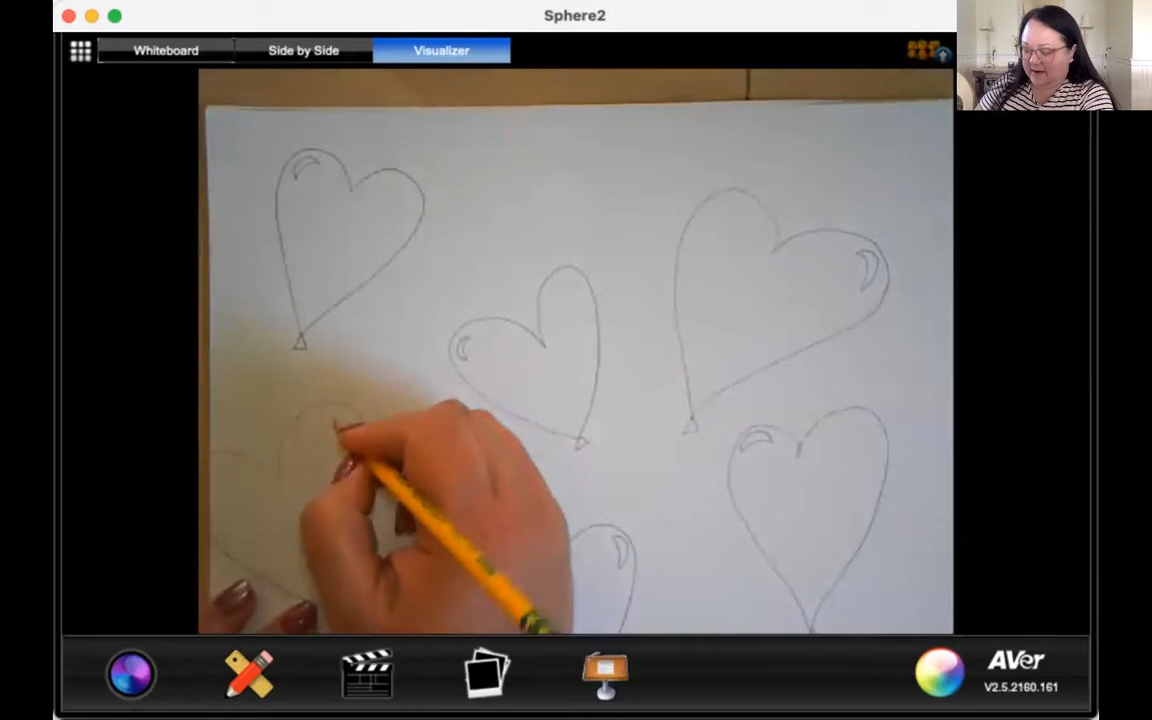 Sphere2
Whiteboard
Side by Side
Visualizer
AVer
V2.5.2160.161